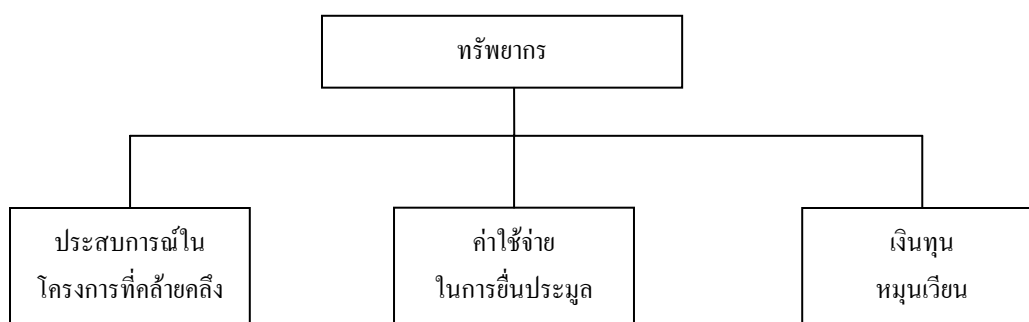 ทรัพยากร
ประสบการณ์ใน
โครงการที่คล้ายคลึง
ค่าใช้จ่าย
ในการยื่นประมูล
เงินทุน
หมุนเวียน